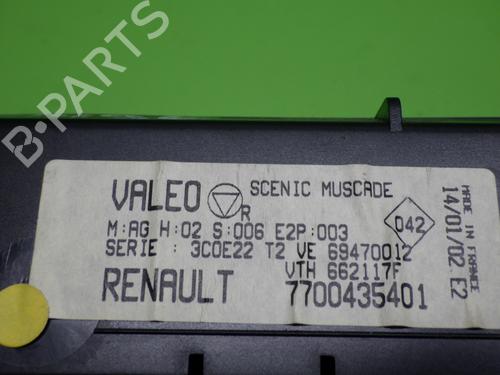 B-PARTS
VALEO R SCENIC MUSCADE
M:AG H:02 S:006 E2P:003
042
SERIE : 3C0E22 T2 VE 69470012
VTH 662117F
RENAULT 7700435401
MADE IN FRANCE
14/01/02.E2